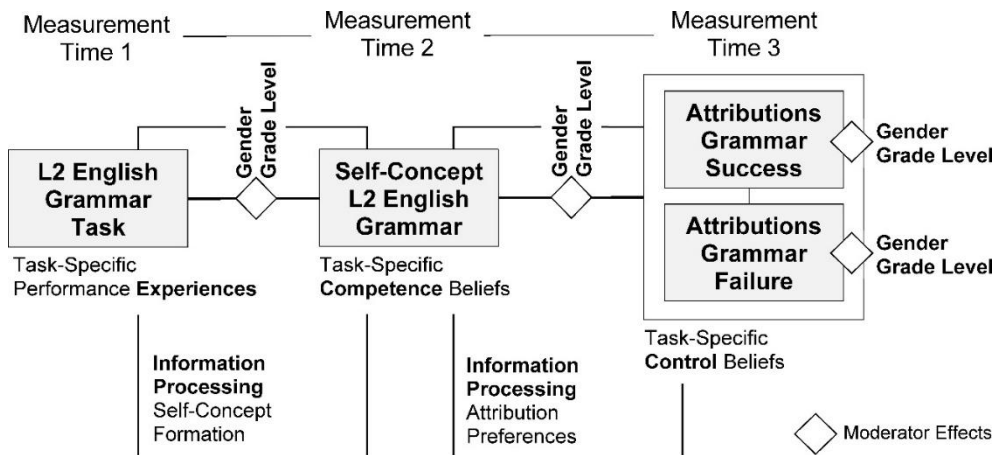 Measurement
Time 1
Measurement
Time 2
Measurement
Time 3
Gender
Grade Level
Gender
Grade Level
L2 English
Grammar
Task
Self-Concept
L2 English
Grammar
Attributions
Grammar
Success
Gender
Grade Level
Attributions
Grammar
Failure
Gender
Grade Level
Task-Specific
Performance Experiences
Task-Specific
Competence Beliefs
Task-Specific
Control Beliefs
Information
Processing
Self-Concept
Formation
Information
Processing
Attribution
Preferences
Moderator Effects